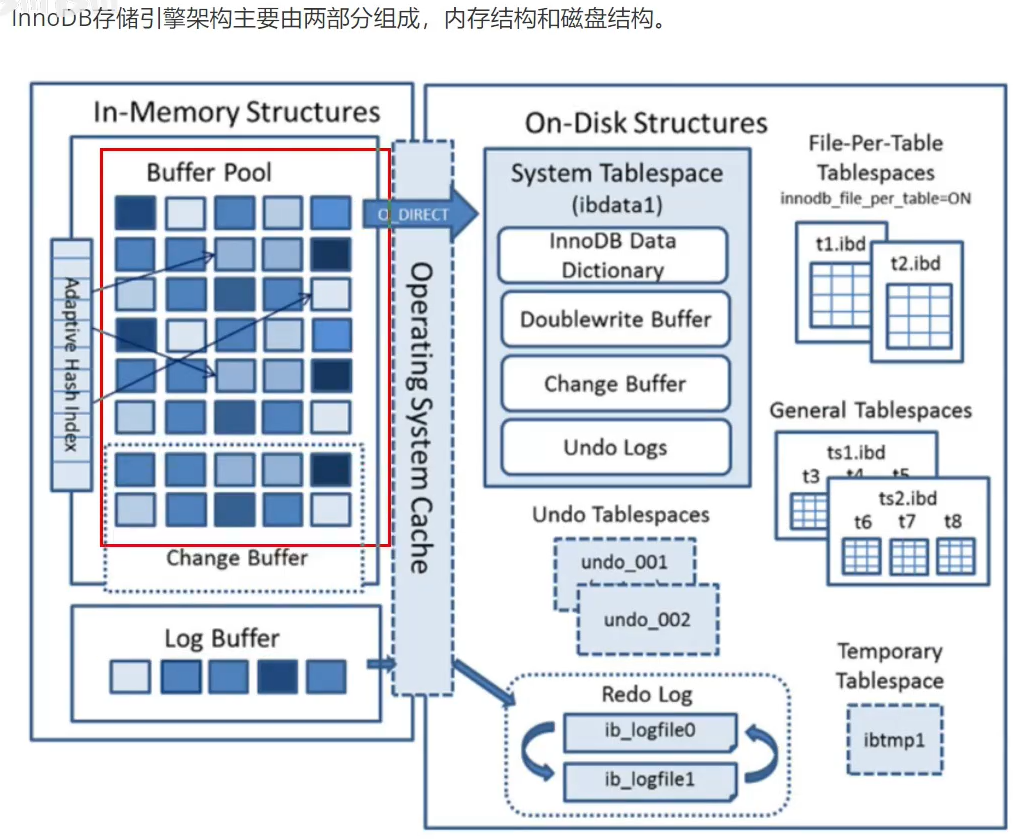 InnoDB存储引擎架构主要由两部分组成，内存结构和磁盘结构。
In-Memory Structures
Buffer Pool
Adaptive Hash Index
Change Buffer
Log Buffer
O_DIRECT
Operating System Cache
On-Disk Structures
System Tablespace
(ibdata1)
InnoDB Data
Dictionary
Doublewrite Buffer
Change Buffer
Undo Logs
Undo Tablespaces
undo_001
undo_002
Redo Log
ib_logfile0
ib_logfile1
File-Per-Table
Tablespaces
innodb_file_per_table=ON
t1.ibd
t2.ibd
General Tablespaces
ts1.ibd
t3 t4 t5
ts2.ibd
t6 t7 t8
Temporary
Tablespace
ibtmp1